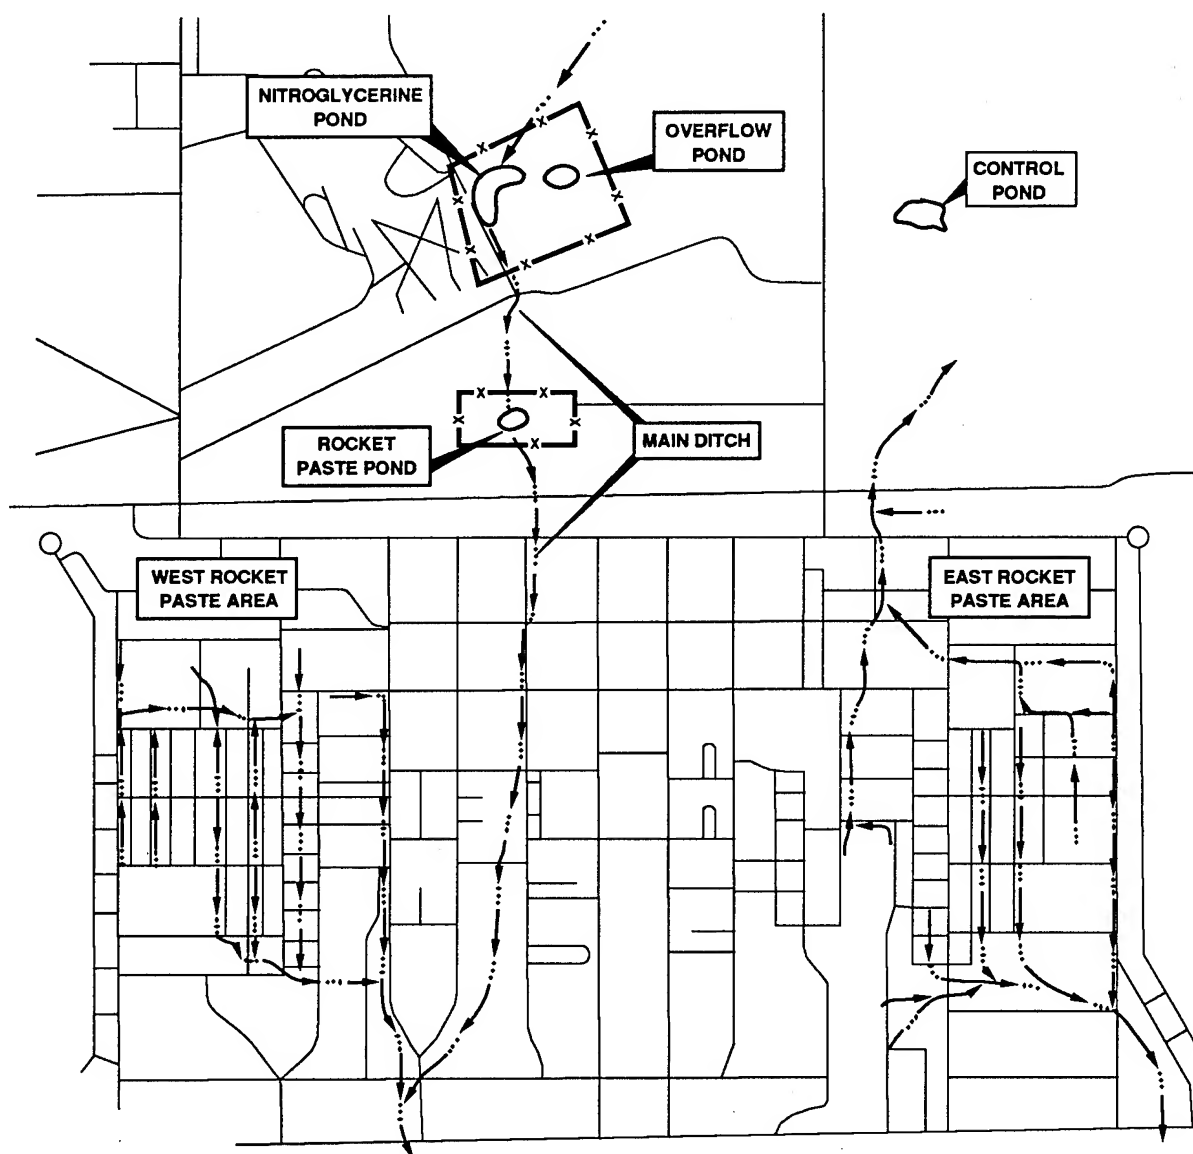 NITROGLYCERINE
POND
OVERFLOW
POND
CONTROL
POND
ROCKET
PASTE POND
MAIN DITCH
WEST ROCKET
PASTE AREA
EAST ROCKET
PASTE AREA